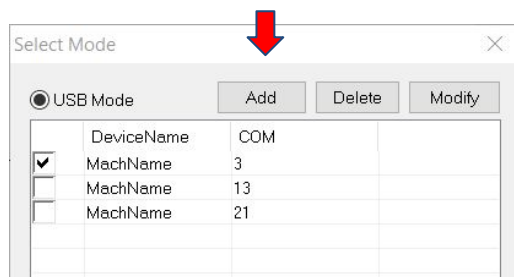 Select Mode
USB Mode Add Delete Modify
DeviceName COM
MachName 3
MachName 13
MachName 21